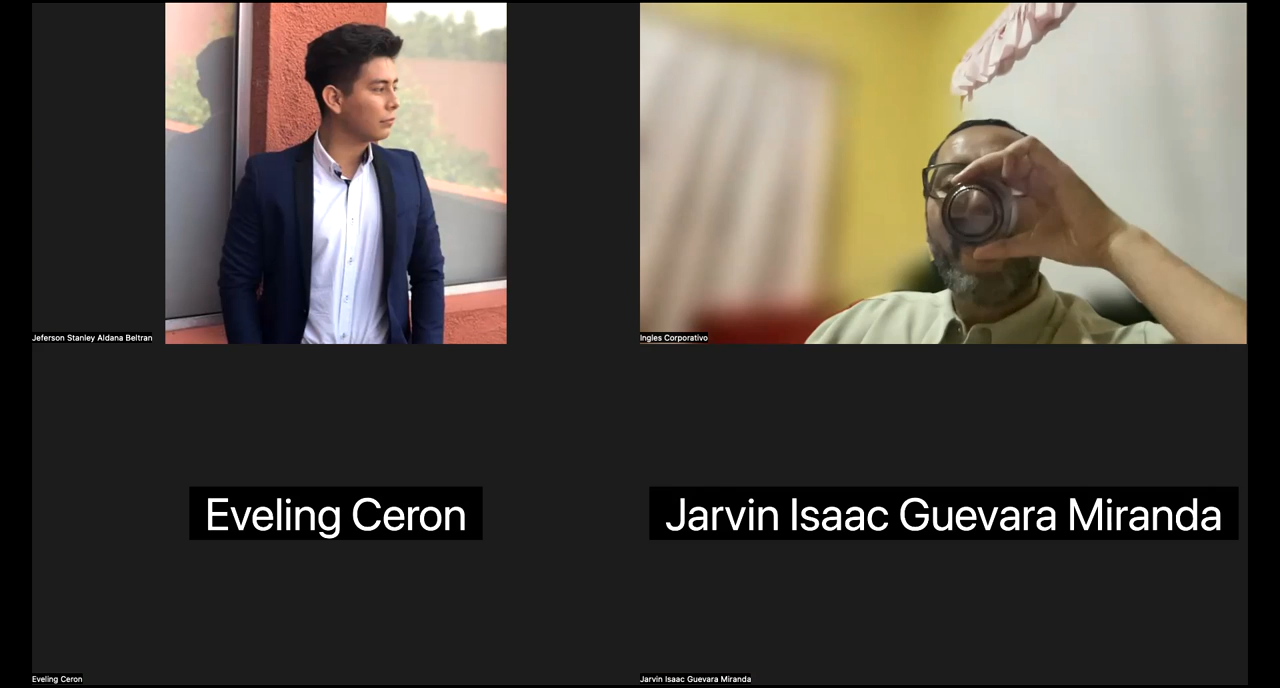 Jeferson Stanley Aldana Beltran
Ingles Corporativo
Eveling Ceron
Jarvin Isaac Guevara Miranda
Eveling Ceron
Jarvin Isaac Guevara Miranda